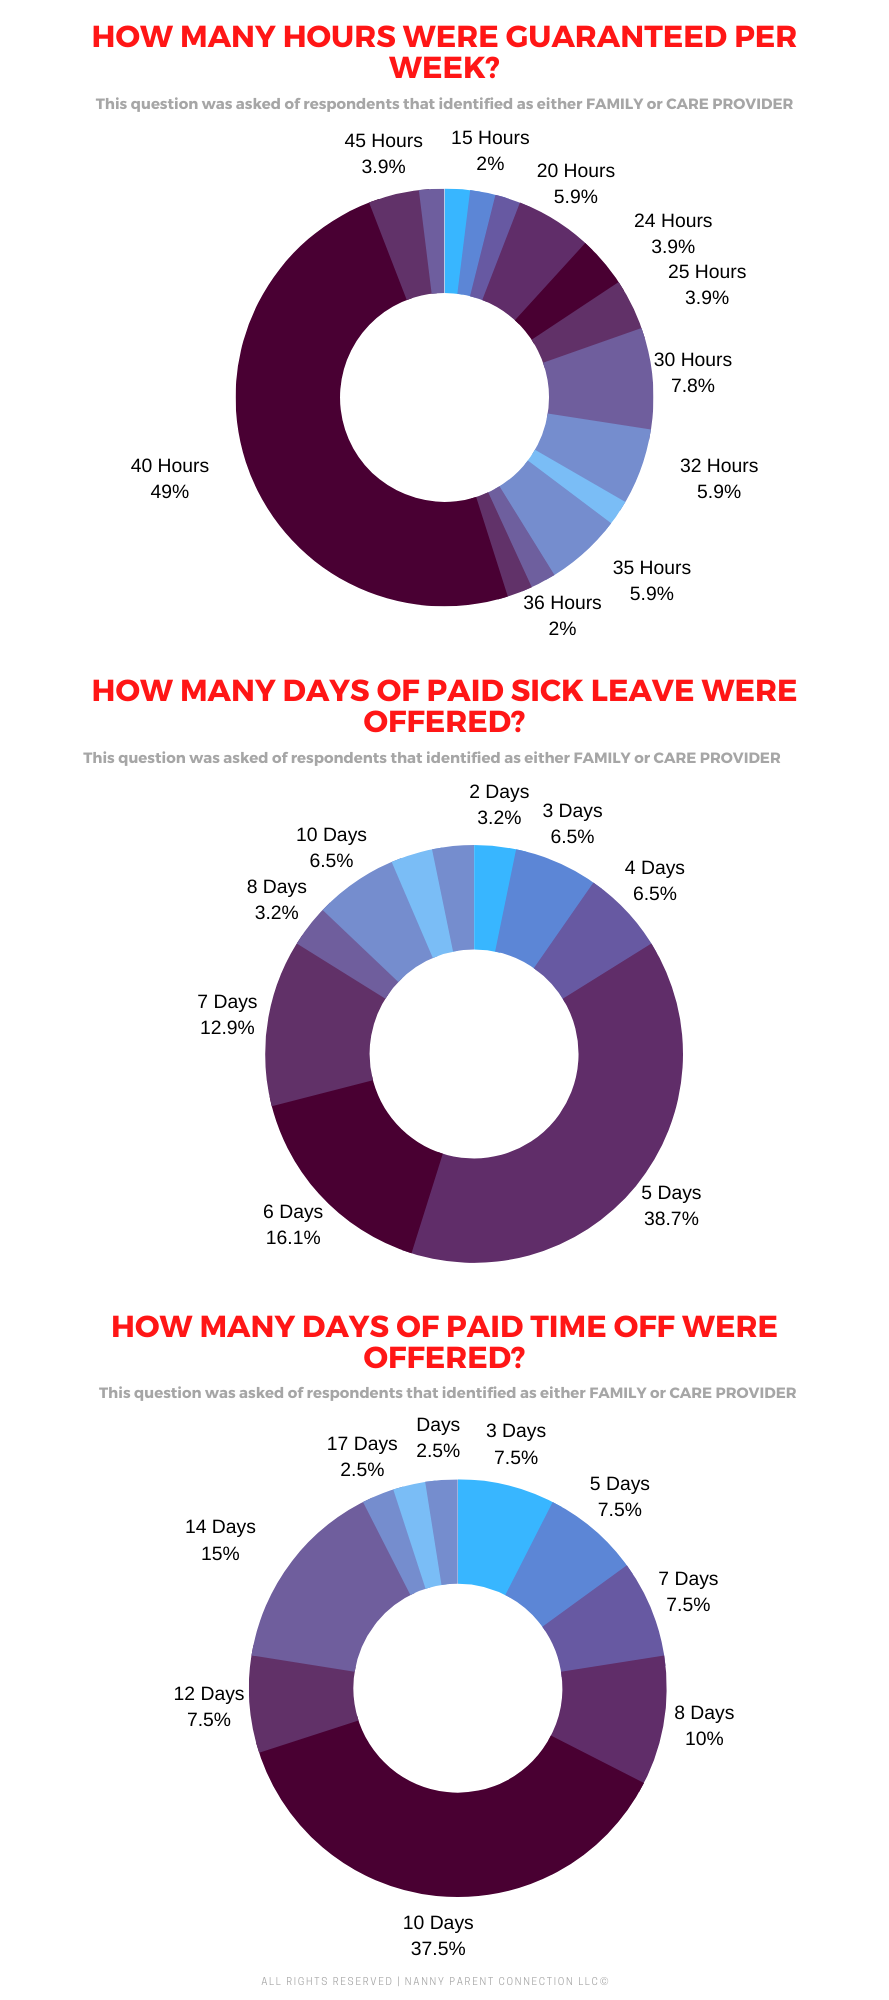 HOW MANY HOURS WERE GUARANTEED PER
WEEK?
This question was asked of respondents that identified as either FAMILY or CARE PROVIDER
45 Hours
3.9%
15 Hours
2%
20 Hours
5.9%
24 Hours
3.9%
25 Hours
3.9%
30 Hours
7.8%
32 Hours
5.9%
35 Hours
5.9%
36 Hours
2%
40 Hours
49%
HOW MANY DAYS OF PAID SICK LEAVE WERE
OFFERED?
This question was asked of respondents that identified as either FAMILY or CARE PROVIDER
2 Days
3.2%
3 Days
6.5%
4 Days
6.5%
5 Days
38.7%
6 Days
16.1%
7 Days
12.9%
8 Days
3.2%
10 Days
6.5%
HOW MANY DAYS OF PAID TIME OFF WERE
OFFERED?
This question was asked of respondents that identified as either FAMILY or CARE PROVIDER
Days
2.5%
3 Days
7.5%
5 Days
7.5%
7 Days
7.5%
8 Days
10%
10 Days
37.5%
12 Days
7.5%
14 Days
15%
17 Days
2.5%
ALL RIGHTS RESERVED | NANNY PARENT CONNECTION LLC©